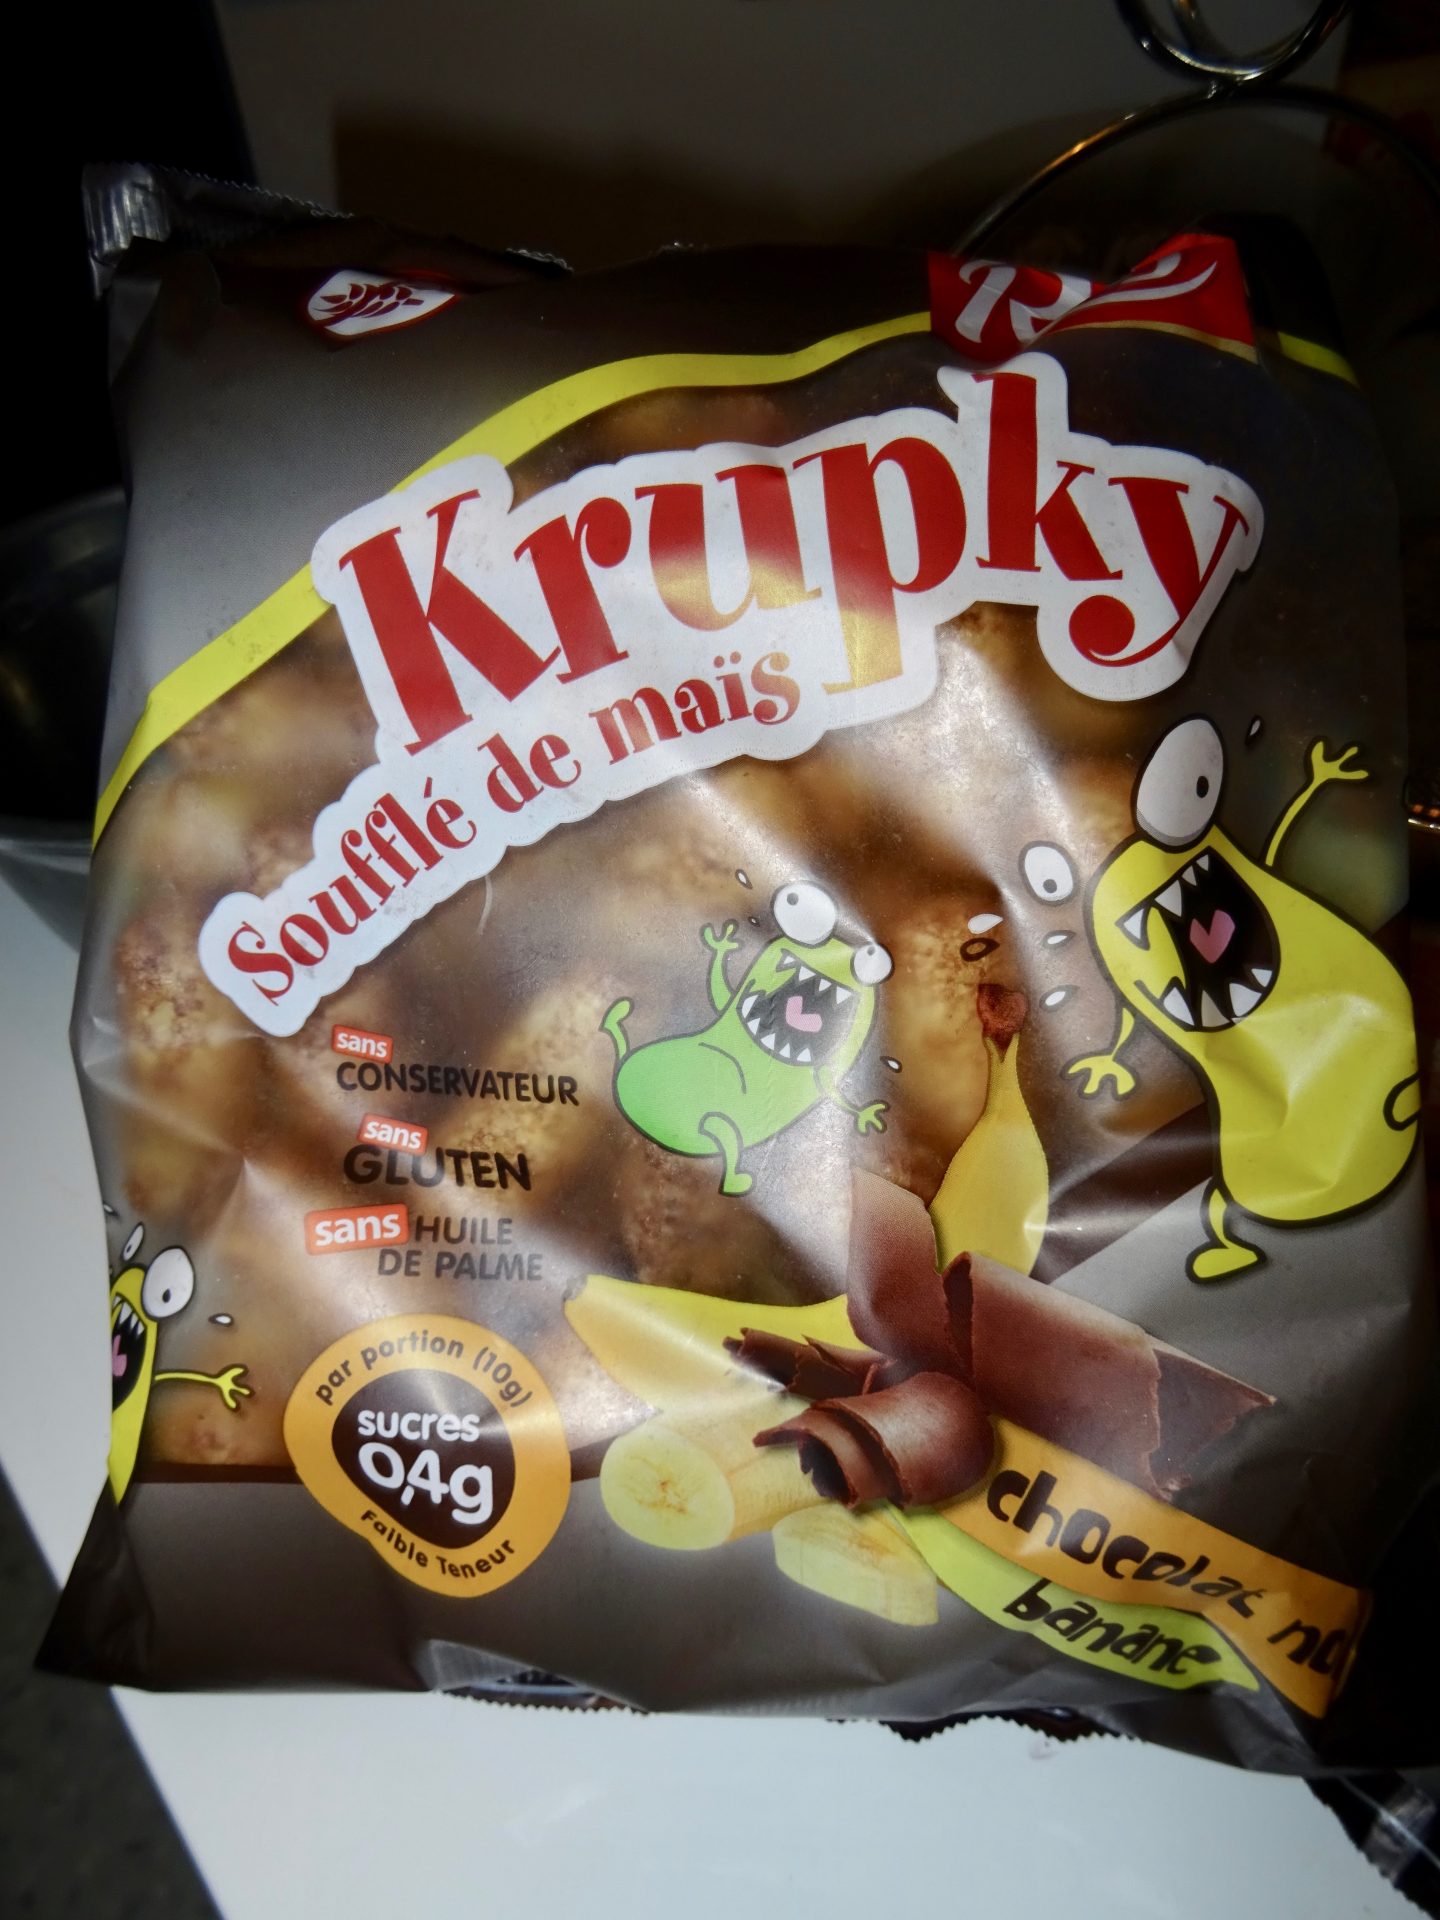 Krupky
Soufflé de maïs
sans
CONSERVATEUR
sans
GLUTEN
sans HUILE
DE PALME
par portion (10g)
sucres
0,4g
Faible Teneur
chocolat
banane